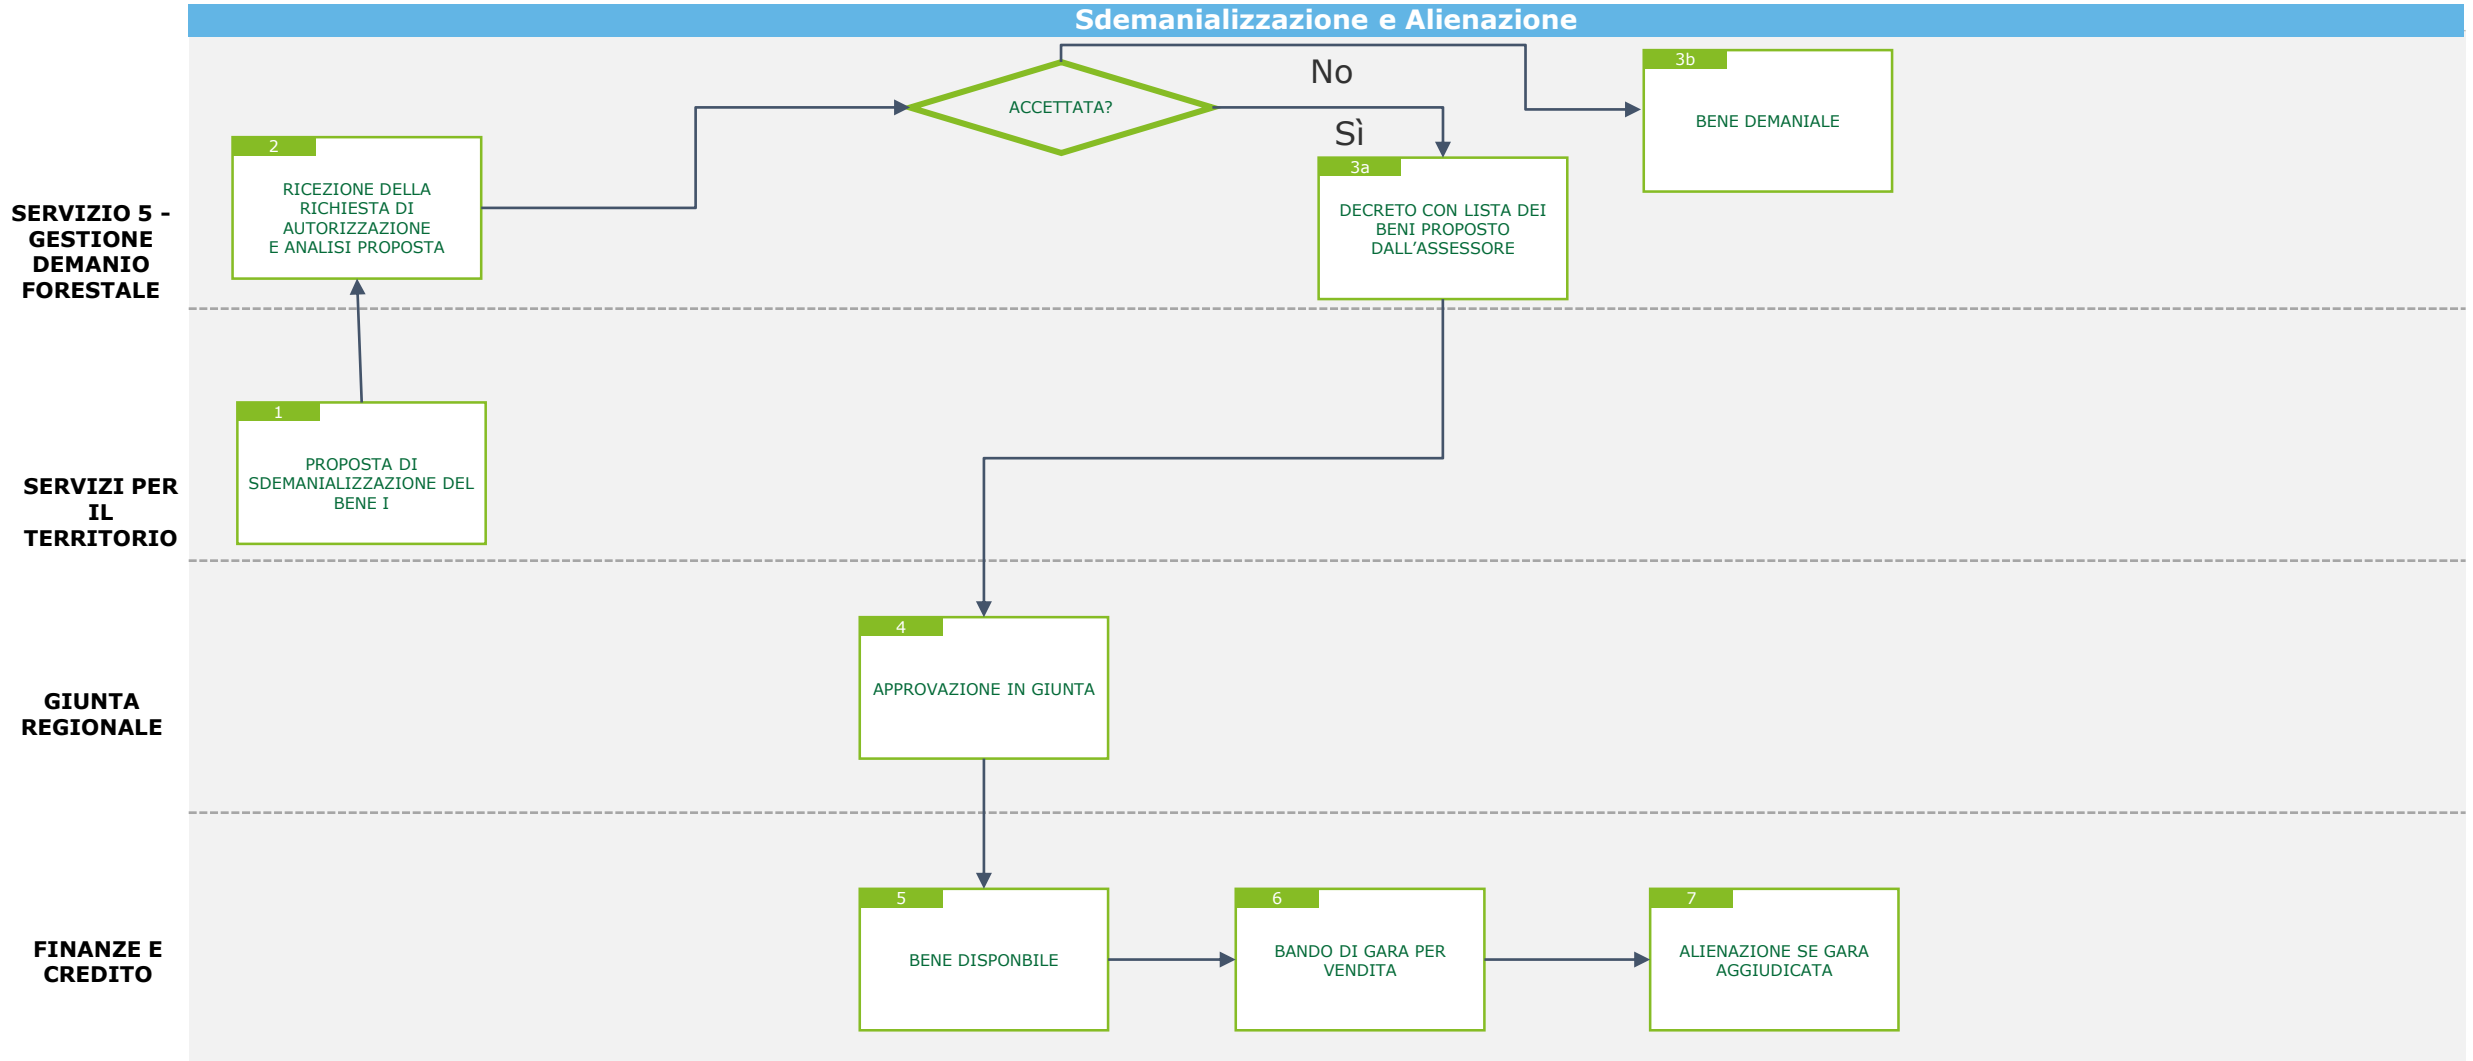 Sdemanializzazione e Alienazione
SERVIZIO 5 -
GESTIONE
DEMANIO
FORESTALE
2
RICEZIONE DELLA
RICHIESTA DI
AUTORIZZAZIONE
E ANALISI PROPOSTA
ACCETTATA?
No
Sì
3a
DECRETO CON LISTA DEI
BENI PROPOSTO
DALL’ASSESSORE
3b
BENE DEMANIALE
SERVIZI PER
IL
TERRITORIO
1
PROPOSTA DI
SDEMANIALIZZAZIONE DEL
BENE I
GIUNTA
REGIONALE
4
APPROVAZIONE IN GIUNTA
FINANZE E
CREDITO
5
BENE DISPONBILE
6
BANDO DI GARA PER
VENDITA
7
ALIENAZIONE SE GARA
AGGIUDICATA